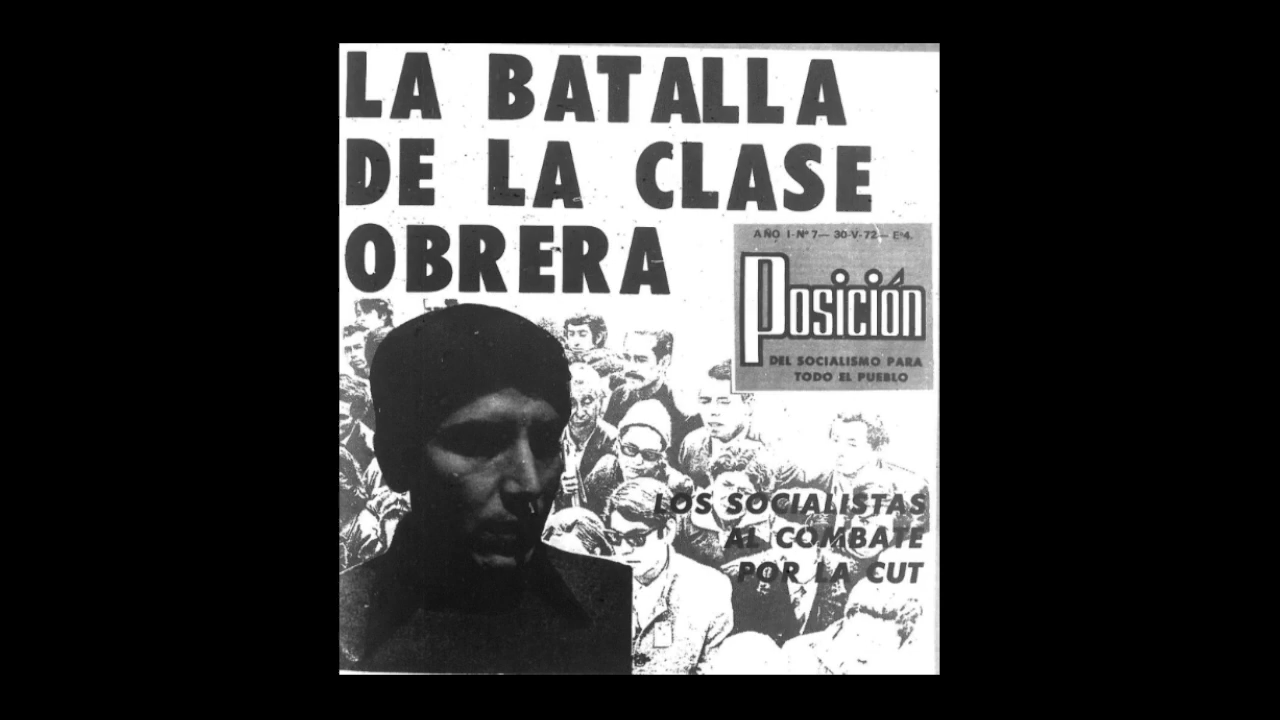 LA BATALLA
DE LA CLASE
OBRERA
AÑO I-Nº 7— 30-V-72— Eº4.
Posición
DEL SOCIALISMO PARA
TODO EL PUEBLO
LOS SOCIALISTAS
AL COMBATE
POR LA CUT